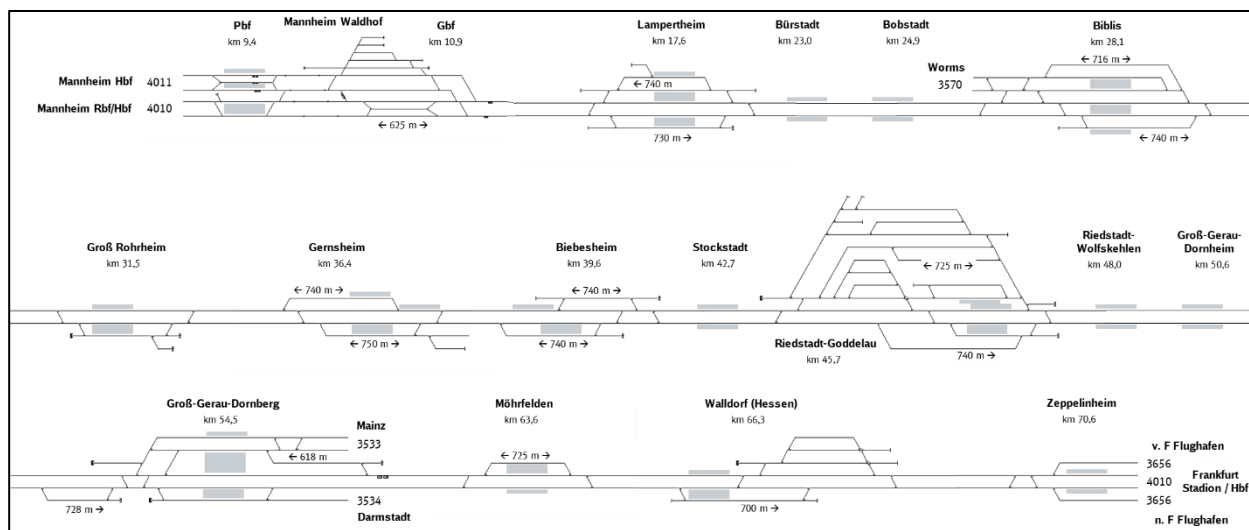 Pbf
km 9,4
Mannheim Waldhof
Gbf
km 10,9
Lampertheim
km 17,6
Bürstadt
km 23,0
Bobstadt
km 24,9
Biblis
km 28,1
Mannheim Hbf 4011
Mannheim Rbf/Hbf 4010
← 625 m →
← 740 m →
730 m →
Worms
3570
← 716 m →
← 740 m →
Groß Rohrheim
km 31,5
Gernsheim
km 36,4
Biebesheim
km 39,6
Stockstadt
km 42,7
Riedstadt-
Wolfskehlen
km 48,0
Groß-Gerau-
Dornheim
km 50,6
← 740 m →
← 750 m →
← 740 m →
← 740 m →
← 725 m →
Riedstadt-Goddelau
km 45,7
740 m →
Groß-Gerau-Dornberg
km 54,5
Mainz
3533
← 618 m →
728 m →
3534
Darmstadt
Mörfelden
km 63,6
← 725 m →
Walldorf (Hessen)
km 66,3
700 m →
Zeppelinheim
km 70,6
v. F Flughafen
3656
4010 Frankfurt
Stadion / Hbf
3656
n. F Flughafen